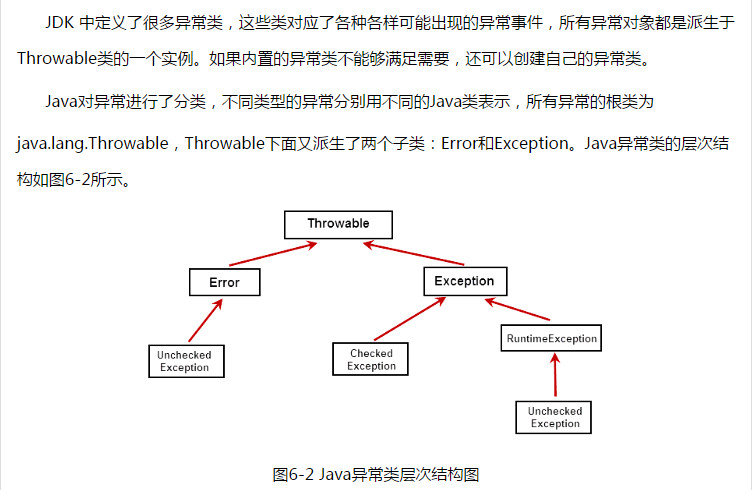 JDK 中定义了很多异常类，这些类对应了各种各样可能出现的异常事件，所有异常对象都是派生于
Throwable类的一个实例。如果内置的异常类不能够满足需要，还可以创建自己的异常类。
Java对异常进行了分类，不同类型的异常分别用不同的Java类表示，所有异常的根类为
java.lang.Throwable，Throwable下面又派生了两个子类：Error和Exception。Java异常类的层次结
构如图6-2所示。
Throwable
Error
Exception
Unchecked
Exception
Checked
Exception
RuntimeException
Unchecked
Exception
图6-2 Java异常类层次结构图